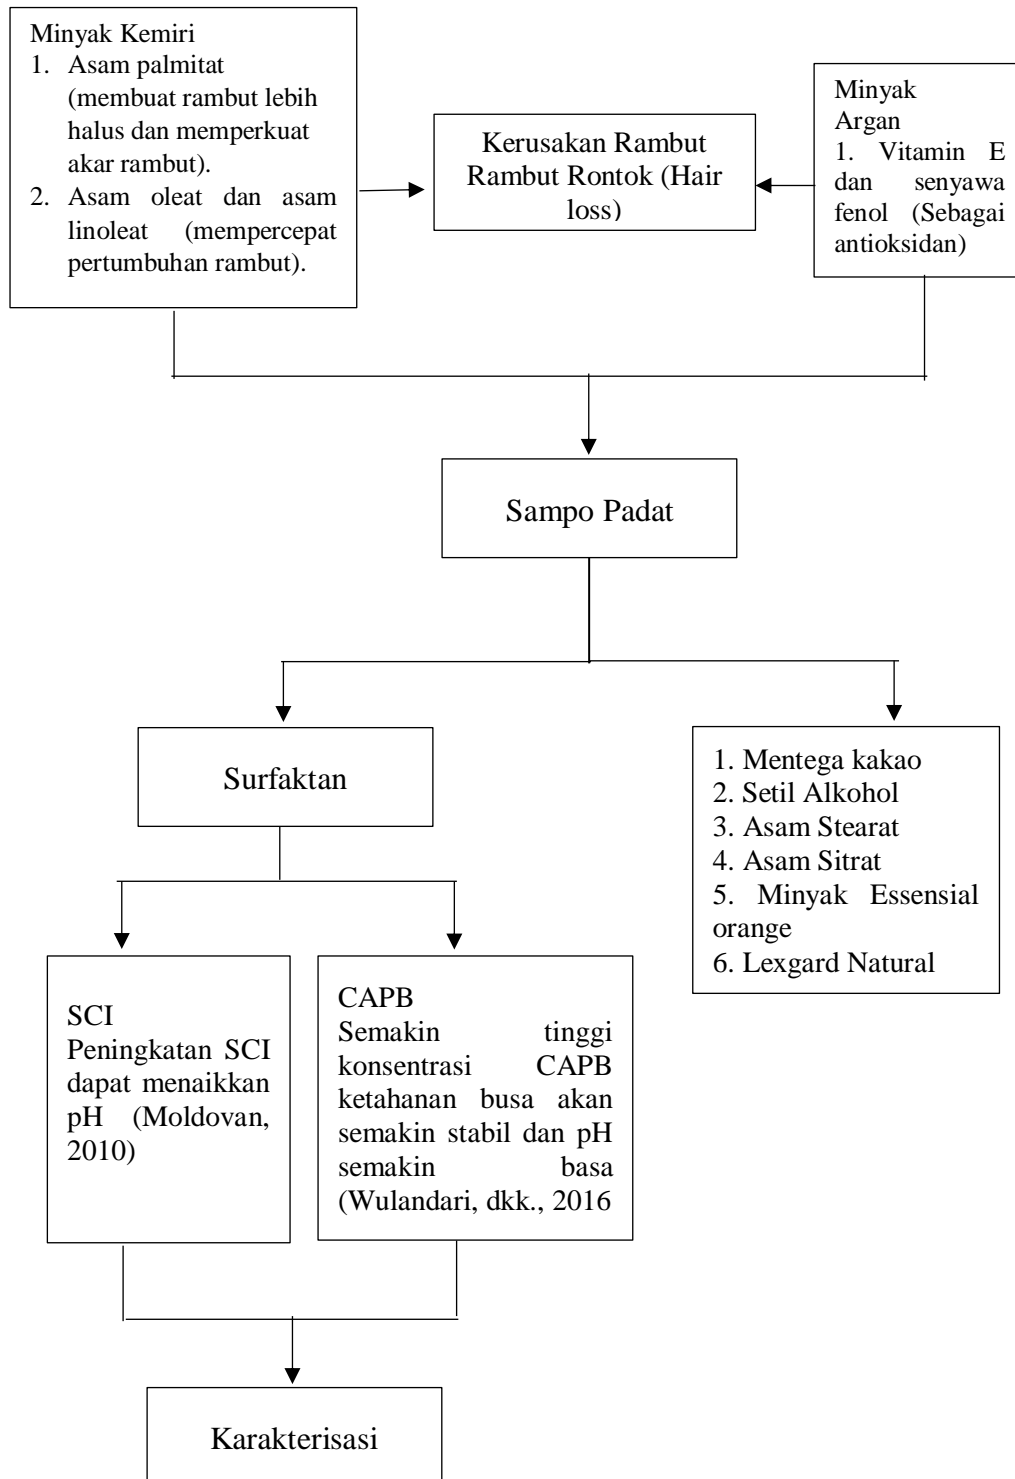 Minyak Kemiri
1. Asam palmitat
(membuat rambut lebih
halus dan memperkuat
akar rambut).
2. Asam oleat dan asam
linoleat (mempercepat
pertumbuhan rambut).
Kerusakan Rambut
Rambut Rontok (Hair
loss)
Minyak
Argan
1. Vitamin E
dan senyawa
fenol (Sebagai
antioksidan)
Sampo Padat
Surfaktan
1. Mentega kakao
2. Setil Alkohol
3. Asam Stearat
4. Asam Sitrat
5. Minyak Essensial
orange
6. Lexgard Natural
SCI
Peningkatan SCI
dapat menaikkan
pH (Moldovan,
2010)
CAPB
Semakin tinggi
konsentrasi CAPB
ketahanan busa akan
semakin stabil dan pH
semakin basa
(Wulandari, dkk., 2016
Karakterisasi